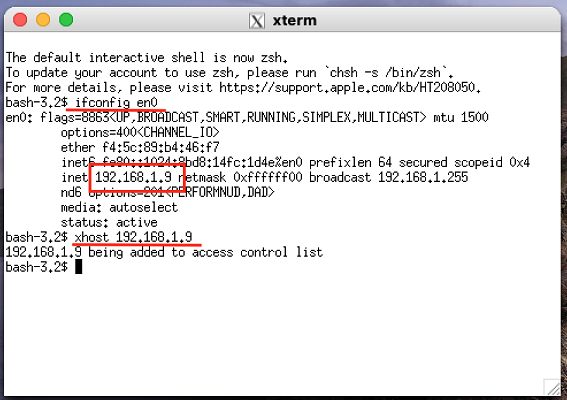 X xterm
The default interactive shell is now zsh.
To update your account to use zsh, please run `chsh -s /bin/zsh`.
For more details, please visit https://support.apple.com/kb/HT208050.
bash-3.2$ ifconfig en0
en0: flags=8863<UP,BROADCAST,SMART,RUNNING,SIMPLEX,MULTICAST> mtu 1500
options=400<CHANNEL_IO>
ether f4:5c:89:b4:46:f7
inet6 fe80::1024:8bd8:14fc:1d4e%en0 prefixlen 64 secured scopeid 0x4
inet 192.168.1.9 netmask 0xffffff00 broadcast 192.168.1.255
nd6 options=201<PERFORMNUD,DAD>
media: autoselect
status: active
bash-3.2$ xhost 192.168.1.9
192.168.1.9 being added to access control list
bash-3.2$